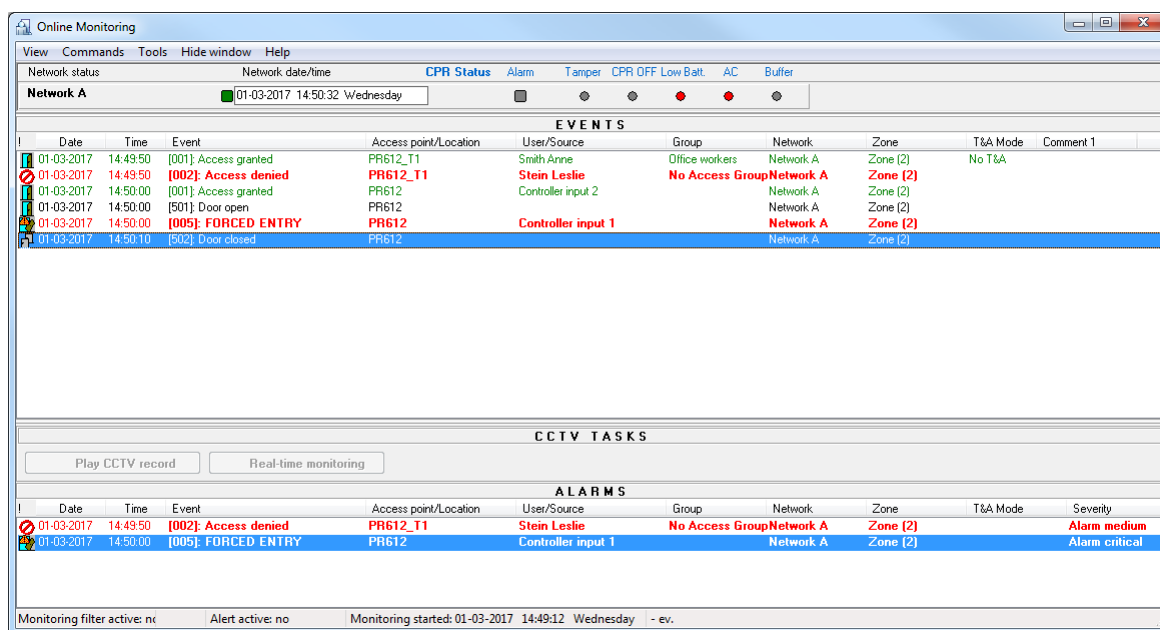 Online Monitoring
View Commands Tools Hide window Help
Network status Network date/time CPR Status Alarm Tamper CPR OFF Low Batt. AC Buffer
Network A 01-03-2017 14:50:32 Wednesday
EVENTS
! Date Time Event Access point/Location User/Source Group Network Zone T&A Mode Comment 1
01-03-2017 14:49:50 [001]: Access granted PR612_T1 Smith Anne Office workers Network A Zone (2) No T&A
01-03-2017 14:49:50 [002]: Access denied PR612_T1 Stein Leslie No Access Group Network A Zone (2)
01-03-2017 14:50:00 [001]: Access granted PR612 Controller input 2 Network A Zone (2)
01-03-2017 14:50:00 [501]: Door open PR612 Network A Zone (2)
01-03-2017 14:50:00 [005]: FORCED ENTRY PR612 Controller input 1 Network A Zone (2)
01-03-2017 14:50:10 [502]: Door closed PR612 Network A Zone (2)
CCTV TASKS
Play CCTV record Real-time monitoring
ALARMS
! Date Time Event Access point/Location User/Source Group Network Zone T&A Mode Severity
01-03-2017 14:49:50 [002]: Access denied PR612_T1 Stein Leslie No Access Group Network A Zone (2) Alarm medium
01-03-2017 14:50:00 [005]: FORCED ENTRY PR612 Controller input 1 Network A Zone (2) Alarm critical
Monitoring filter active: no Alert active: no Monitoring started: 01-03-2017 14:49:12 Wednesday - ev.